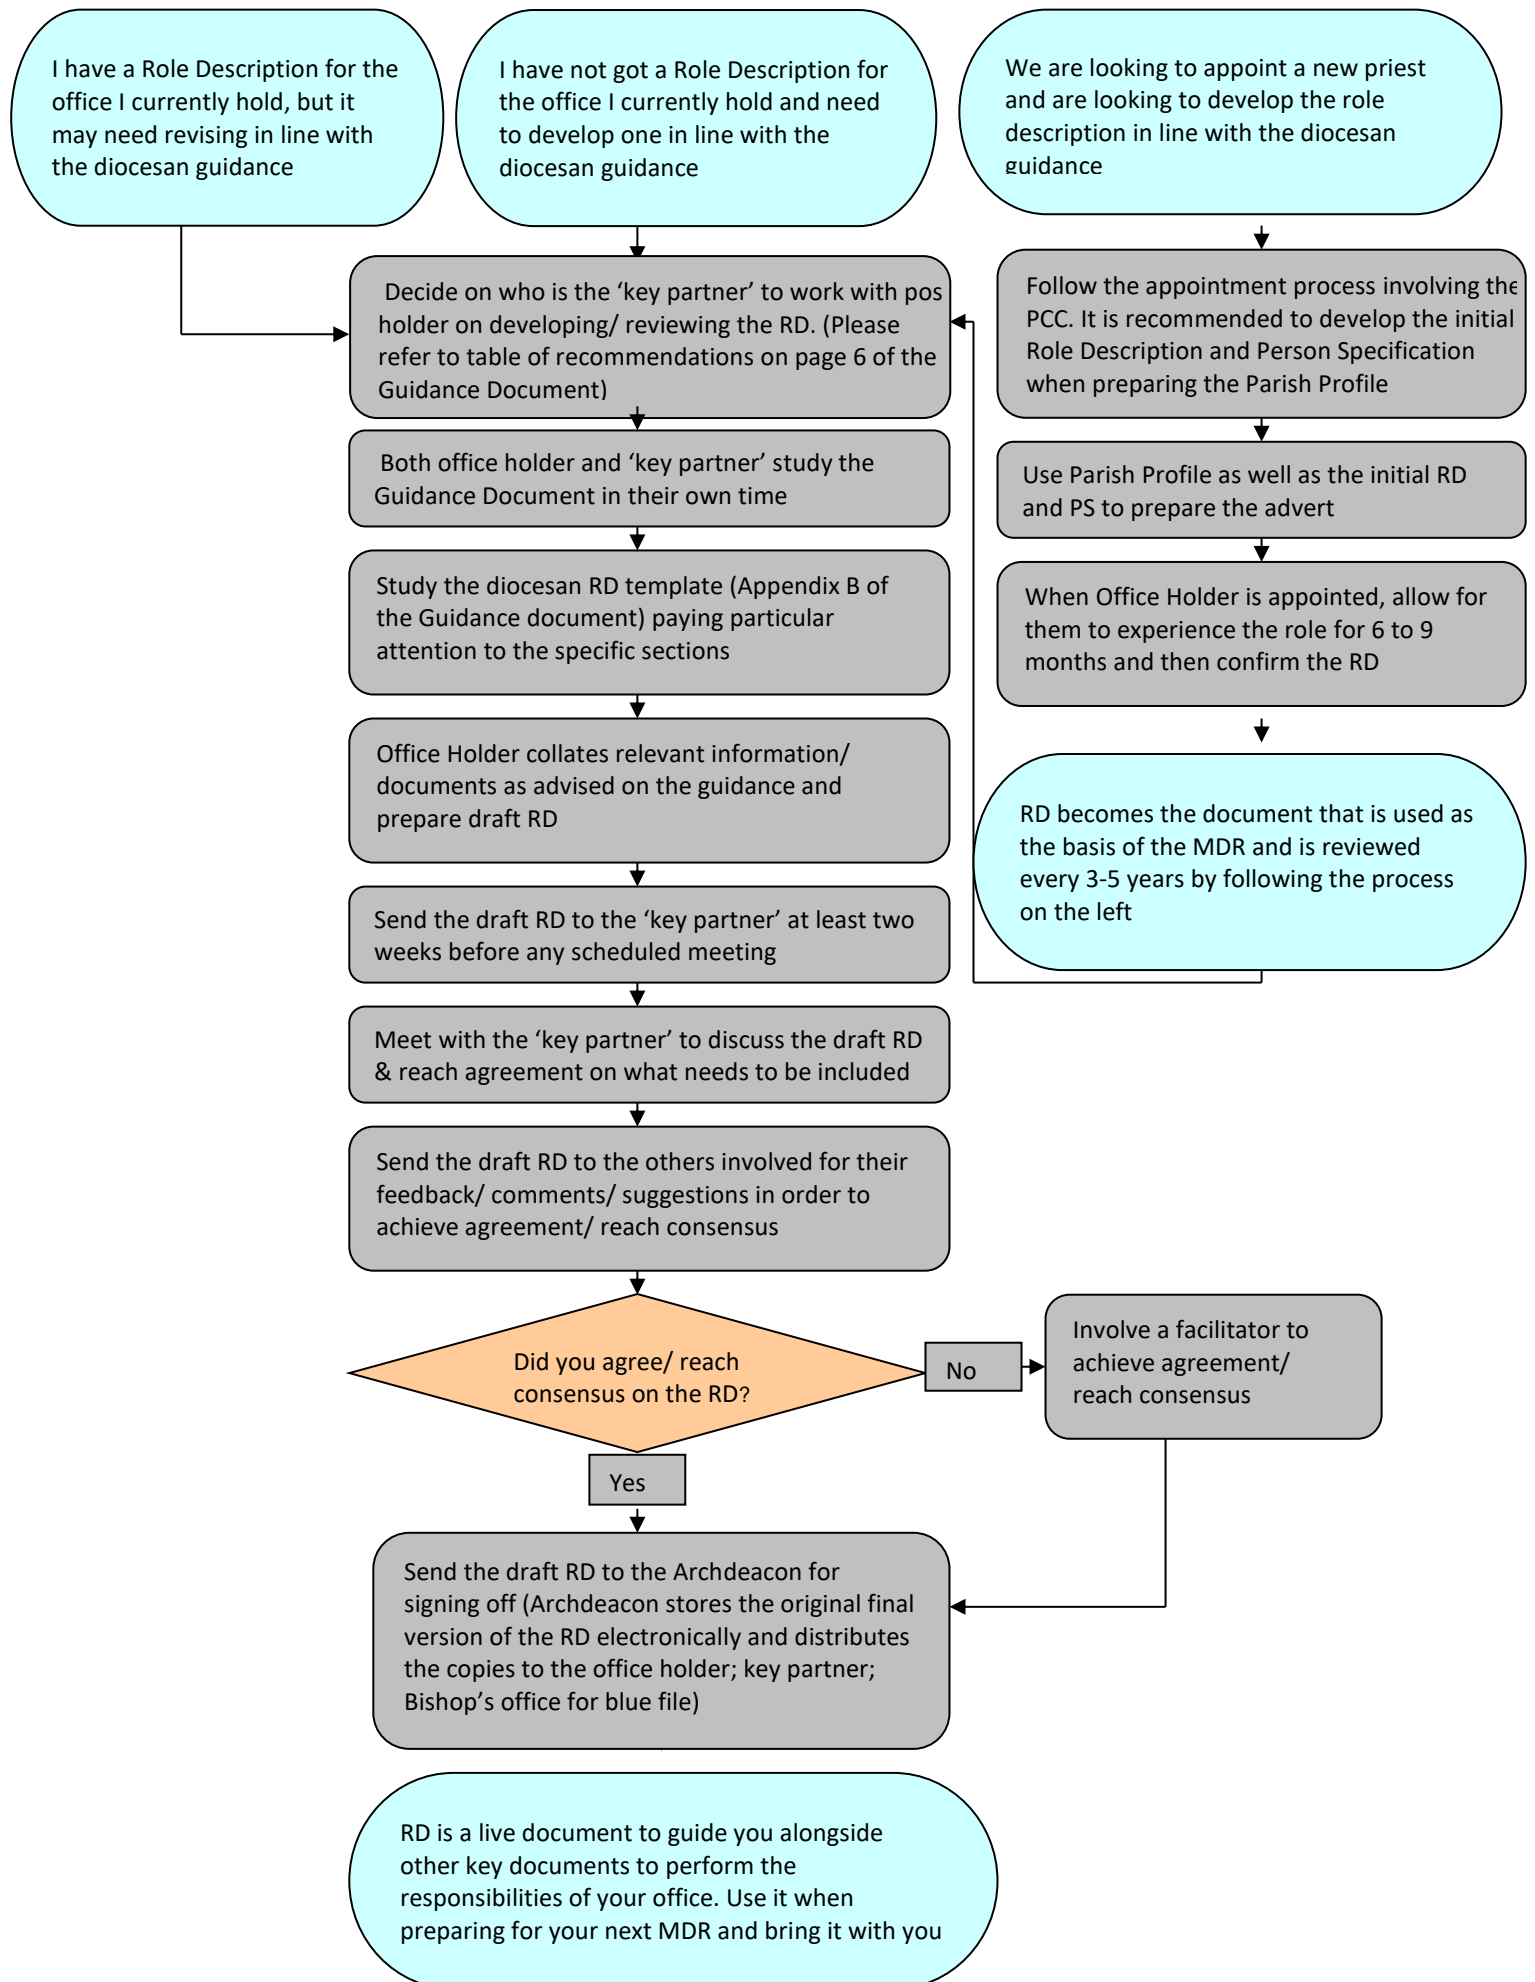 I have a Role Description for the
office I currently hold, but it
may need revising in line with
the diocesan guidance
I have not got a Role Description for
the office I currently hold and need
to develop one in line with the
diocesan guidance
We are looking to appoint a new priest
and are looking to develop the role
description in line with the diocesan
guidance
Decide on who is the ‘key partner’ to work with pos
holder on developing/ reviewing the RD. (Please
refer to table of recommendations on page 6 of the
Guidance Document)
Both office holder and ‘key partner’ study the
Guidance Document in their own time
Study the diocesan RD template (Appendix B of
the Guidance document) paying particular
attention to the specific sections
Office Holder collates relevant information/
documents as advised on the guidance and
prepare draft RD
Send the draft RD to the ‘key partner’ at least two
weeks before any scheduled meeting
Meet with the ‘key partner’ to discuss the draft RD
& reach agreement on what needs to be included
Send the draft RD to the others involved for their
feedback/ comments/ suggestions in order to
achieve agreement/ reach consensus
Did you agree/ reach
consensus on the RD?
No
Involve a facilitator to
achieve agreement/
reach consensus
Yes
Send the draft RD to the Archdeacon for
signing off (Archdeacon stores the original final
version of the RD electronically and distributes
the copies to the office holder; key partner;
Bishop’s office for blue file)
RD is a live document to guide you alongside
other key documents to perform the
responsibilities of your office. Use it when
preparing for your next MDR and bring it with you
Follow the appointment process involving the
PCC. It is recommended to develop the initial
Role Description and Person Specification
when preparing the Parish Profile
Use Parish Profile as well as the initial RD
and PS to prepare the advert
When Office Holder is appointed, allow for
them to experience the role for 6 to 9
months and then confirm the RD
RD becomes the document that is used as
the basis of the MDR and is reviewed
every 3-5 years by following the process
on the left